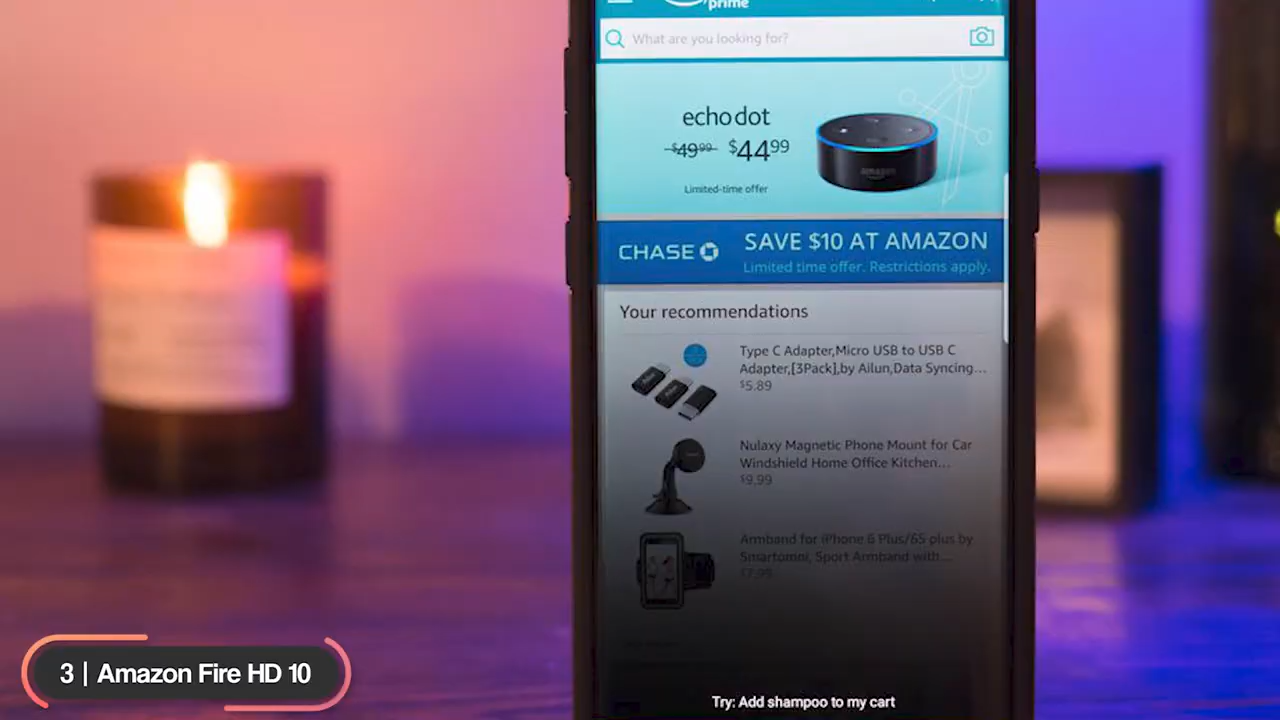 prime
What are you looking for?
echo dot
$49.99 $44.99
amazon
Limited-time offer
CHASE
SAVE $10 AT AMAZON
Limited time offer. Restrictions apply.
Your recommendations
Type C Adapter,Micro USB to USB C
Adapter,[3Pack],by Ailun,Data Syncing...
$5.89
Nulaxy Magnetic Phone Mount for Car
Windshield Home Office Kitchen...
$9.99
Armband for iPhone 6 Plus/6S plus by
Smartomni, Sport Armband with...
$7.99
3 | Amazon Fire HD 10
Try: Add shampoo to my cart